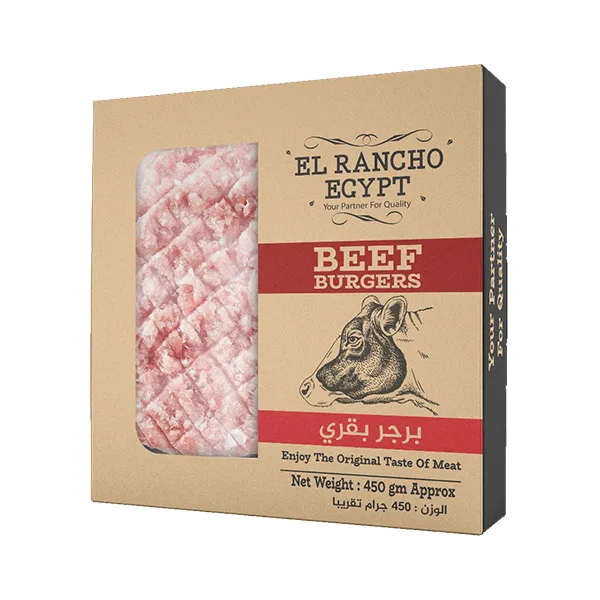 EL RANCHO
EGYPT
Your Partner For Quality
BEEF
BURGERS
برجر بقري
Enjoy The Original Taste Of Meat
Net Weight : 450 gm Approx
الوزن : 450 جرام تقريبا
Your Partner
For Quality